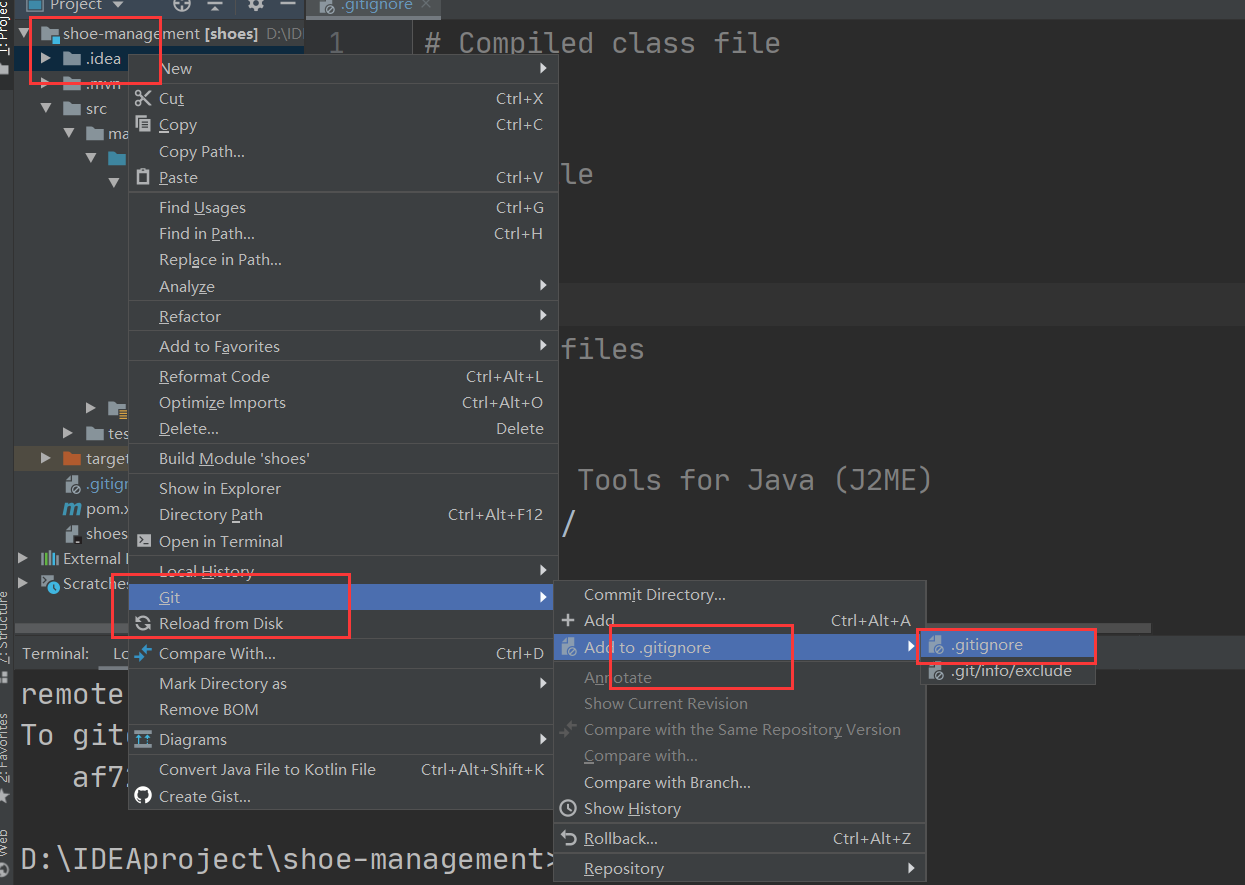 Project
.gitignore
1: Projec
shoe-management [shoes] D:\ID
1 # Compiled class file
.idea
.mvn
src
ma
tes
target
.gitigr
pom.x
shoes
External
Scratche
New
Cut Ctrl+X
Copy Ctrl+C
Copy Path...
Paste Ctrl+V
Find Usages Ctrl+G
Find in Path... Ctrl+H
Replace in Path...
Analyze
Refactor
Add to Favorites
Reformat Code Ctrl+Alt+L
Optimize Imports Ctrl+Alt+O
Delete... Delete
Build Module 'shoes'
Show in Explorer
Directory Path Ctrl+Alt+F12
Open in Terminal
Local History
Git
Reload from Disk
Compare With... Ctrl+D
Mark Directory as
Remove BOM
Diagrams
Convert Java File to Kotlin File Ctrl+Alt+Shift+K
Create Gist...
le
files
Tools for Java (J2ME)
/
Commit Directory...
Add Ctrl+Alt+A
Add to .gitignore
Annotate
Show Current Revision
Compare with the Same Repository Version
Compare with...
Compare with Branch...
Show History
Rollback... Ctrl+Alt+Z
Repository
.gitignore
.git/info/exclude
Z: Structure
2: Favorites
Web
Terminal: Lo
remote
To git
af7
D:\IDEAproject\shoe-management>